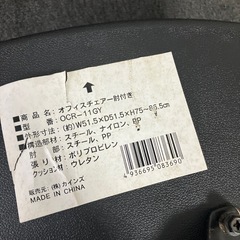 商品名：オフィスチェアー肘付き
型番：OCR-11GY
外形寸法：(約)W51.5×D51.5×H75～86.5cm
構造部材：スチール、ナイロン、PP
肘部：スチール、PP
張材：ポリプロピレン
クッション材：ウレタン
販売元：(株)カインズ
MADE IN CHINA
4936695083690